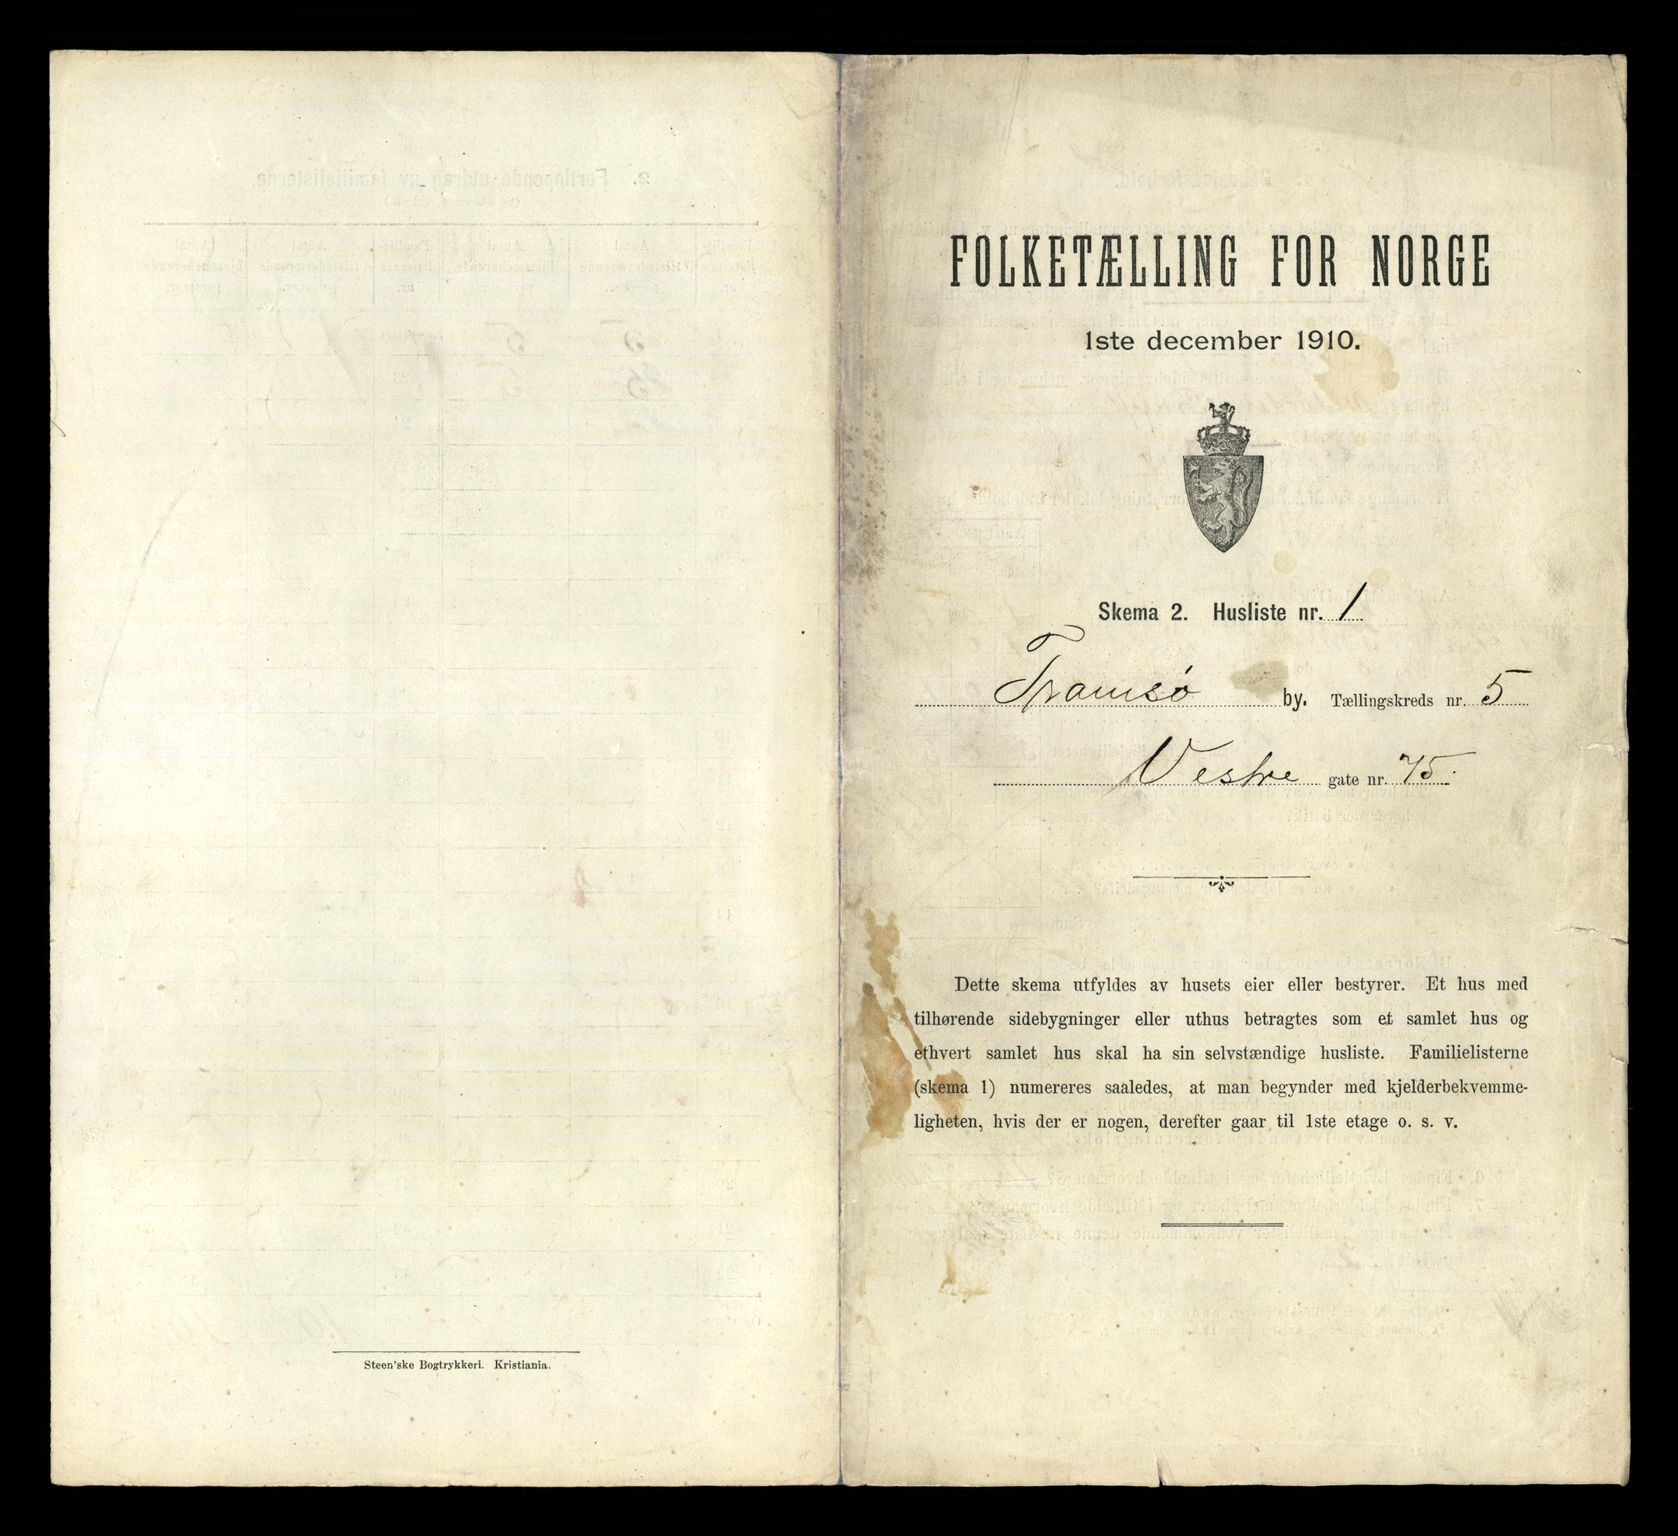 FOLKETÆLLING FOR NORGE
1ste december 1910.
Skema 2. Husliste nr. 1
Tromsø by. Tællingskreds nr. 5
Vestre gate nr. 75.
Dette skema utfyldes av husets eier eller bestyrer. Et hus med
tilhørende sidebygninger eller uthus betragtes som et samlet hus og
ethvert samlet hus skal ha sin selvstændige husliste. Familielisterne
(skema 1) numereres saaledes, at man begynder med kjelderbekvemme-
ligheten, hvis der er nogen, derefter gaar til 1ste etage o. s. v.
Steen'ske Bogtrykkeri. Kristiania.